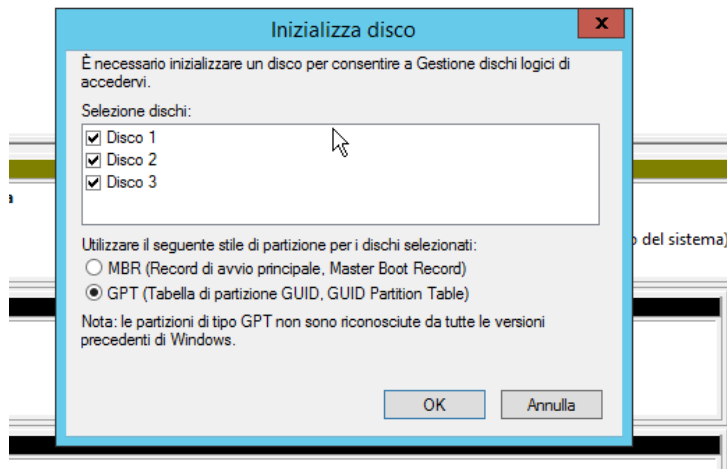 Inizializza disco
x
È necessario inizializzare un disco per consentire a Gestione dischi logici di
accedervi.
Selezione dischi:
Disco 1
Disco 2
Disco 3
Utilizzare il seguente stile di partizione per i dischi selezionati:
MBR (Record di avvio principale, Master Boot Record)
GPT (Tabella di partizione GUID, GUID Partition Table)
Nota: le partizioni di tipo GPT non sono riconosciute da tutte le versioni
precedenti di Windows.
OK Annulla
del sistema)